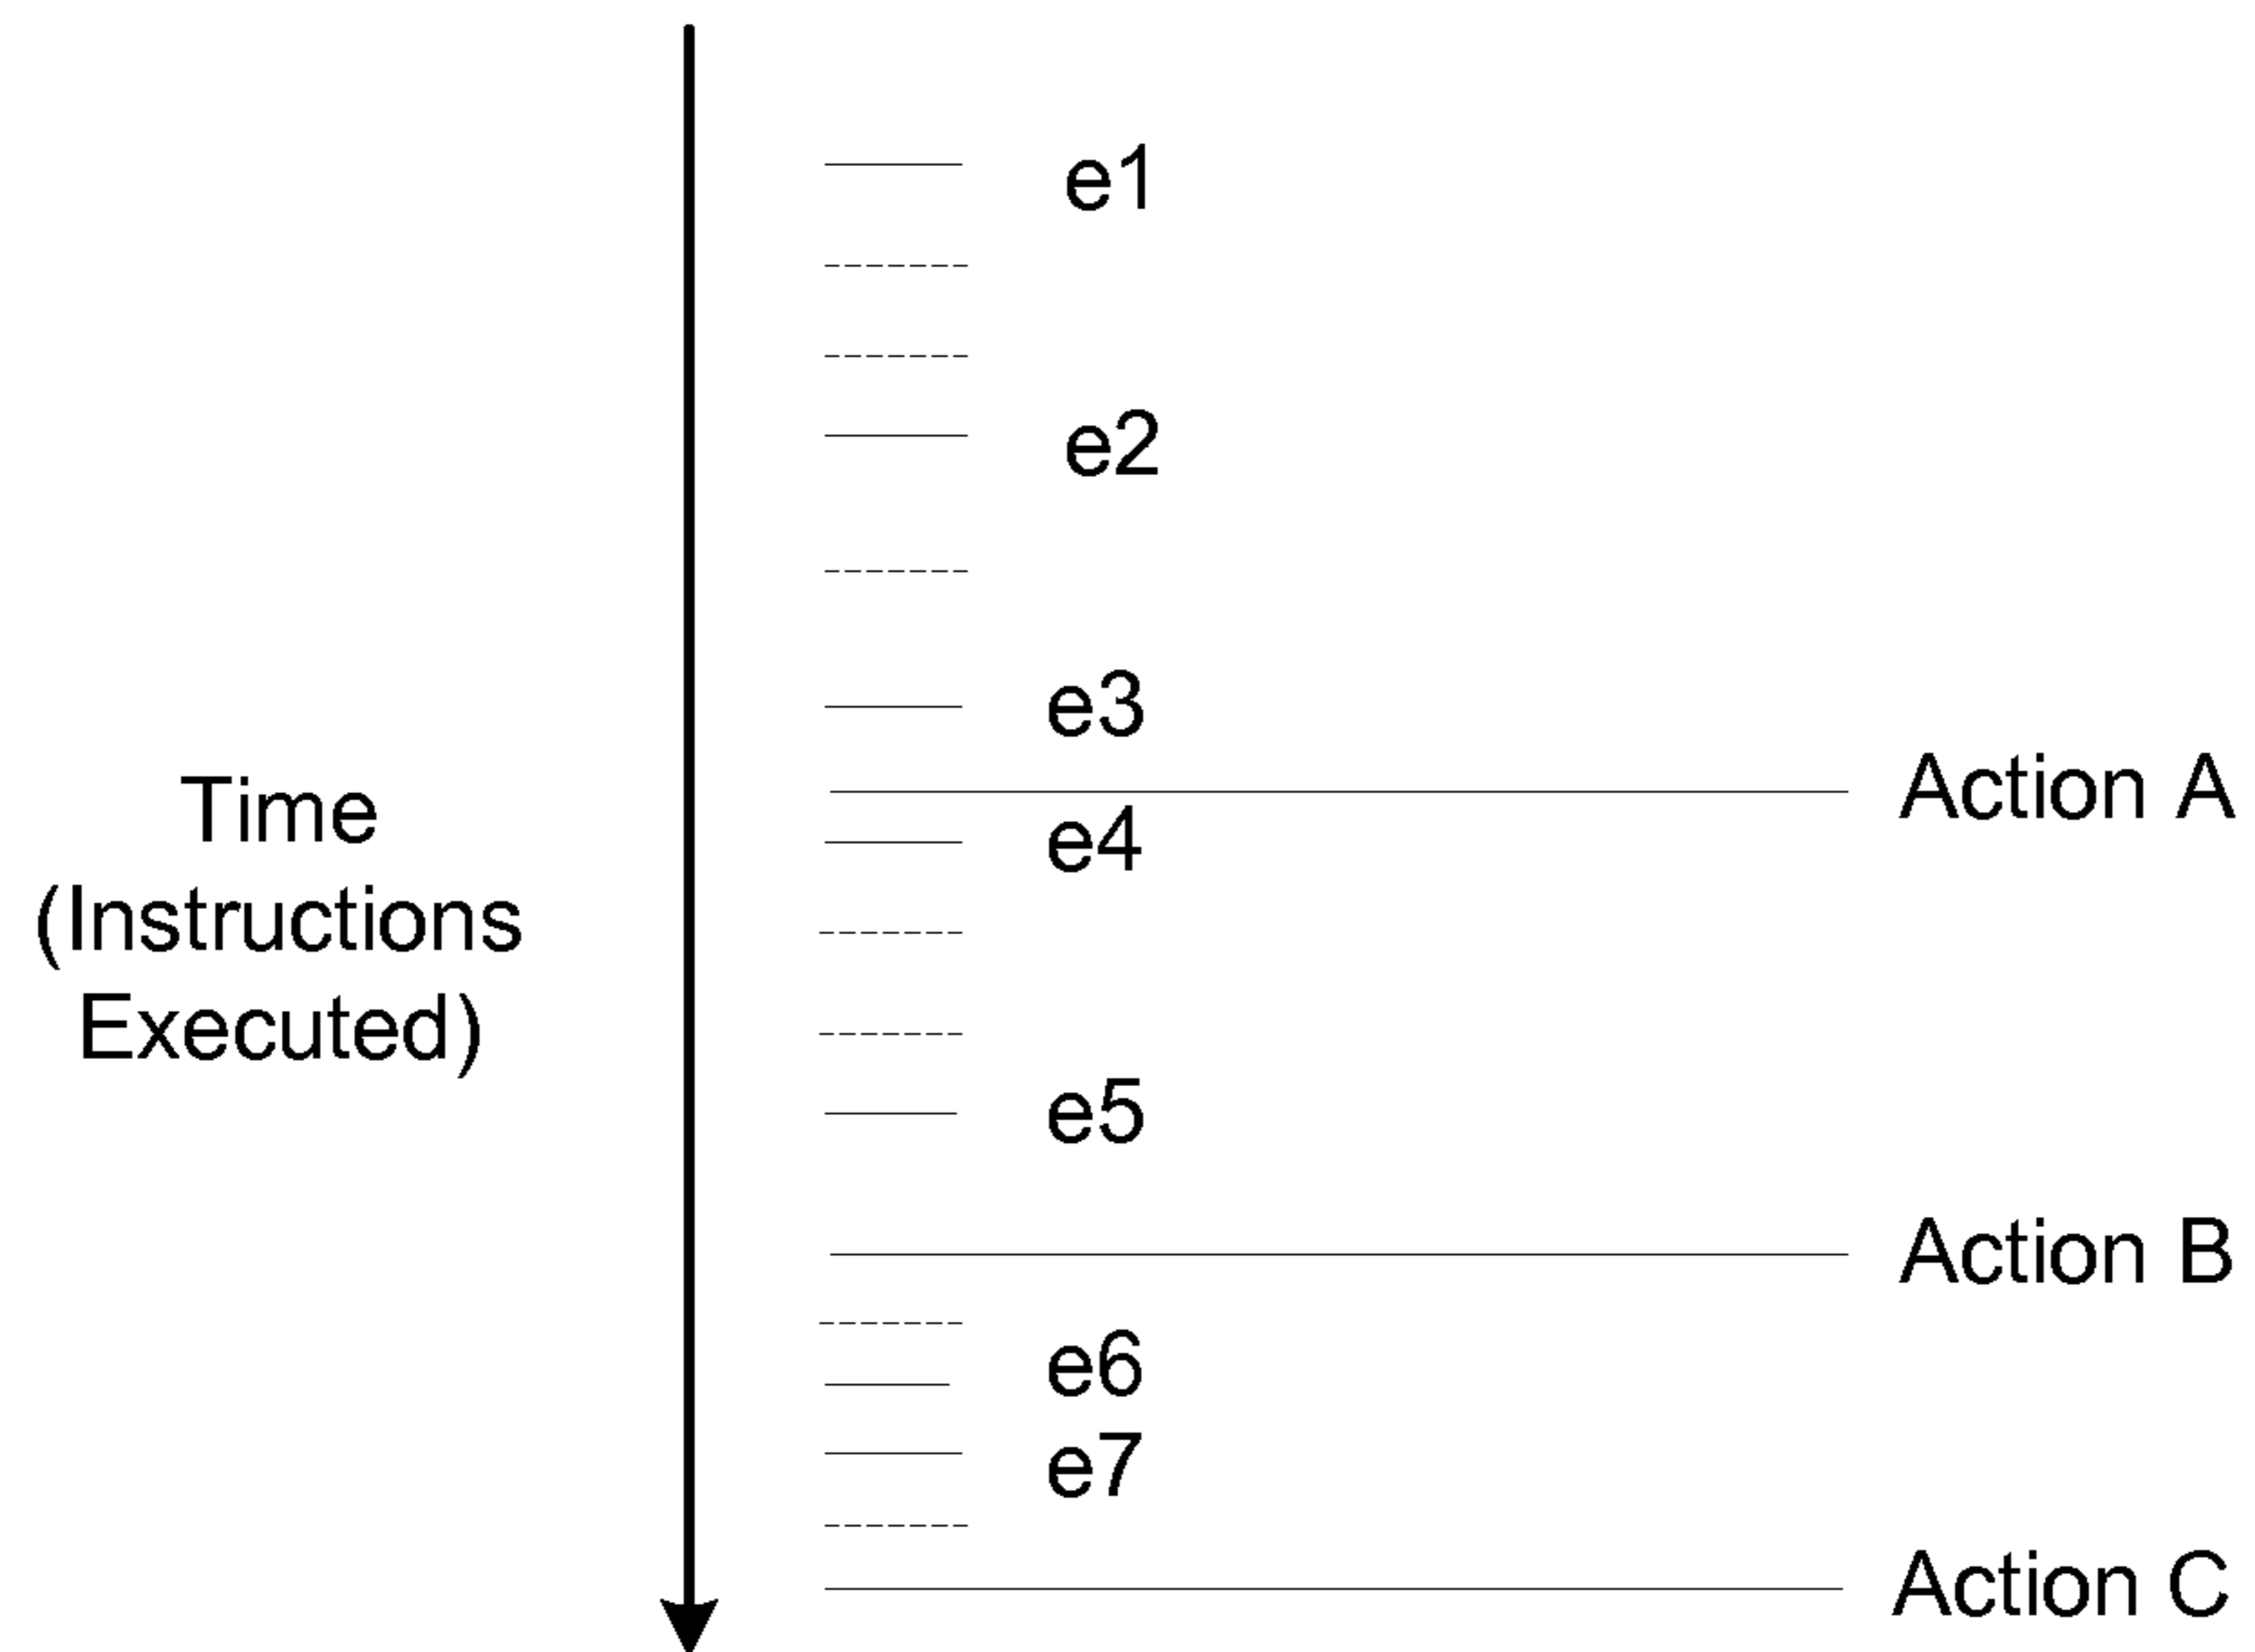 e1
e2
e3
Action A
e4
Time
(Instructions
Executed)
e5
Action B
e6
e7
Action C